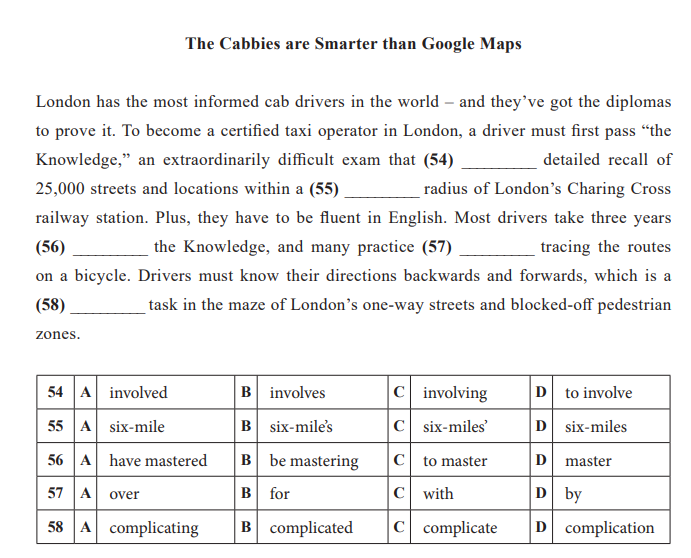 The Cabbies are Smarter than Google Maps
London has the most informed cab drivers in the world – and they’ve got the diplomas
to prove it. To become a certified taxi operator in London, a driver must first pass “the
Knowledge,” an extraordinarily difficult exam that (54) __________ detailed recall of
25,000 streets and locations within a (55) __________ radius of London’s Charing Cross
railway station. Plus, they have to be fluent in English. Most drivers take three years
(56) __________ the Knowledge, and many practice (57) __________ tracing the routes
on a bicycle. Drivers must know their directions backwards and forwards, which is a
(58) __________ task in the maze of London’s one-way streets and blocked-off pedestrian
zones.
54 A involved B involves C involving D to involve
55 A six-mile B six-mile’s C six-miles’ D six-miles
56 A have mastered B be mastering C to master D master
57 A over B for C with D by
58 A complicating B complicated C complicate D complication